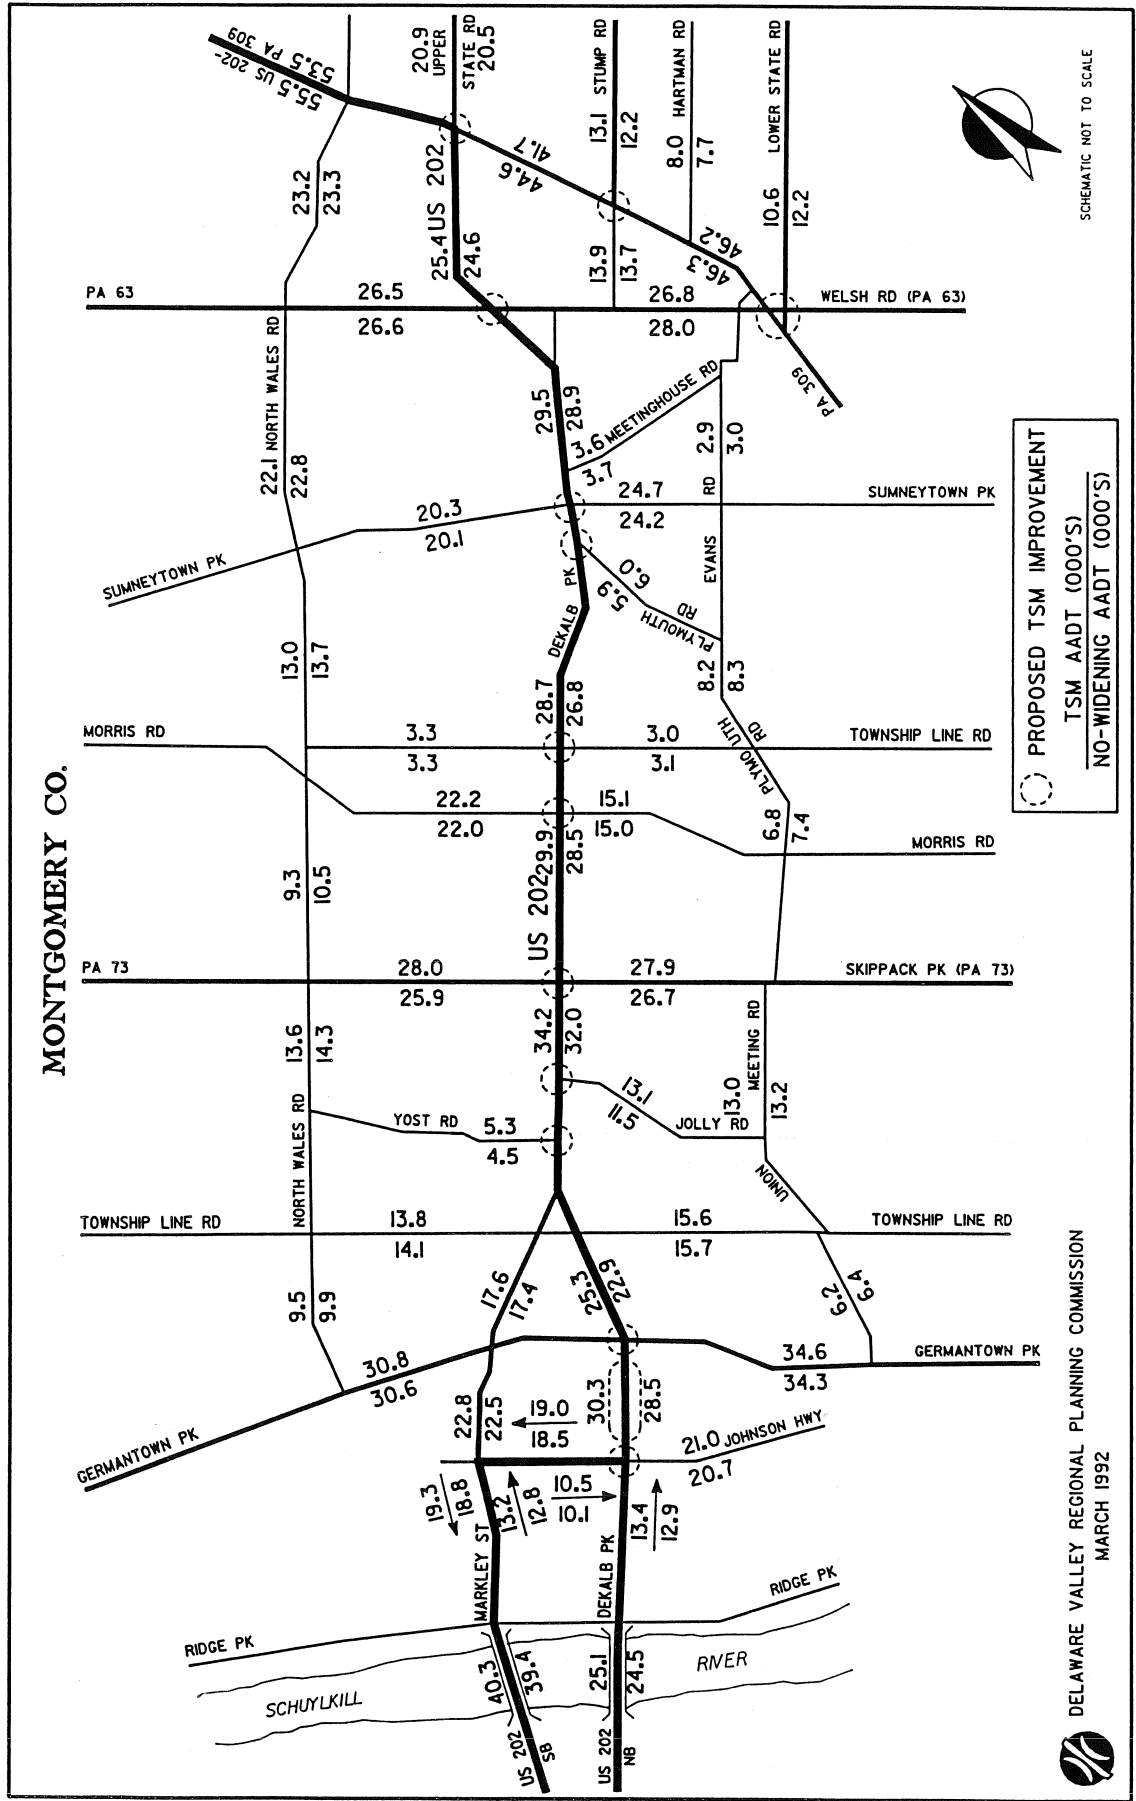 MONTGOMERY CO.
20.9
UPPER
STATE RD
20.5
13.1 STUMP RD
12.2
8.0 HARTMAN RD
7.7
10.6 LOWER STATE RD
12.2
SCHEMATIC NOT TO SCALE
53.5 PA 309
55.5 US 202-
23.2
23.3
25.4 US 202
24.6
41.7
44.6
13.9
13.7
46.2
46.3
PA 63
26.5
26.6
26.8
28.0
WELSH RD (PA 63)
PA 309
22.1 NORTH WALES RD
22.8
29.5
28.9
3.6 MEETINGHOUSE RD
3.7
2.9
3.0
SUMNEYTOWN PK
20.3
20.1
24.7
24.2
SUMNEYTOWN PK
EVANS RD
DEKALB PK
6.0
5.9
PLYMOUTH
RD
13.0
13.7
28.7
26.8
8.2
8.3
MORRIS RD
3.3
3.3
3.0
3.1
TOWNSHIP LINE RD
PLYMOUTH
RD
22.2
22.0
15.1
15.0
6.8
7.4
MORRIS RD
9.3
10.5
US 202 29.9
28.5
PA 73
28.0
25.9
27.9
26.7
SKIPPACK PK (PA 73)
13.6
14.3
34.2
32.0
13.0 MEETING RD
13.2
13.1
11.5
JOLLY RD
YOST RD
5.3
4.5
NORTH WALES RD
UNION
TOWNSHIP LINE RD
13.8
14.1
15.6
15.7
TOWNSHIP LINE RD
17.6
17.4
25.3
22.9
6.2
6.4
9.5
9.9
30.8
30.6
34.6
34.3
GERMANTOWN PK
GERMANTOWN PK
22.8
22.5
19.0
18.5
30.3
28.5
21.0 JOHNSON HWY
20.7
19.3
18.8
13.2
12.8
10.5
10.1
13.4
12.9
MARKLEY ST
DEKALB PK
RIDGE PK
RIDGE PK
SCHUYLKILL
RIVER
40.3
39.4
25.1
24.5
US 202
SB
US 202
NB
PROPOSED TSM IMPROVEMENT
TSM AADT (000'S)
NO-WIDENING AADT (000'S)
DELAWARE VALLEY REGIONAL PLANNING COMMISSION
MARCH 1992